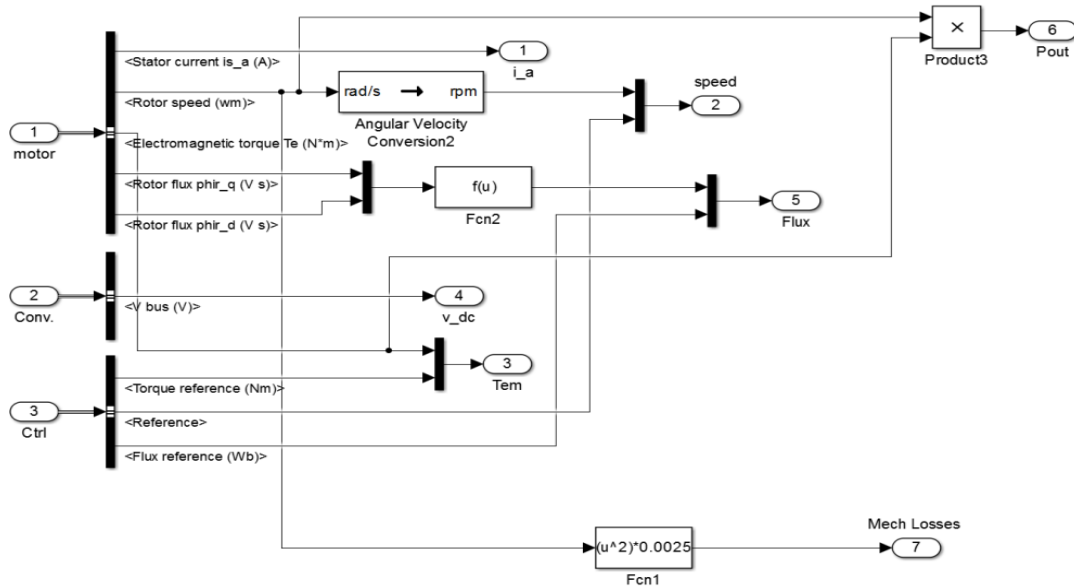 6
Pout
×
Product3
1
i_a
<Stator current is_a (A)>
rad/s
rpm
Angular Velocity
Conversion2
<Rotor speed (wm)>
speed
2
1
motor
<Electromagnetic torque Te (N*m)>
<Rotor flux phir_q (V s)>
f(u)
Fcn2
5
Flux
<Rotor flux phir_d (V s)>
2
Conv.
<V bus (V)>
4
v_dc
3
Tem
<Torque reference (Nm)>
3
Ctrl
<Reference>
<Flux reference (Wb)>
(u^2)*0.0025
Fcn1
Mech Losses
7